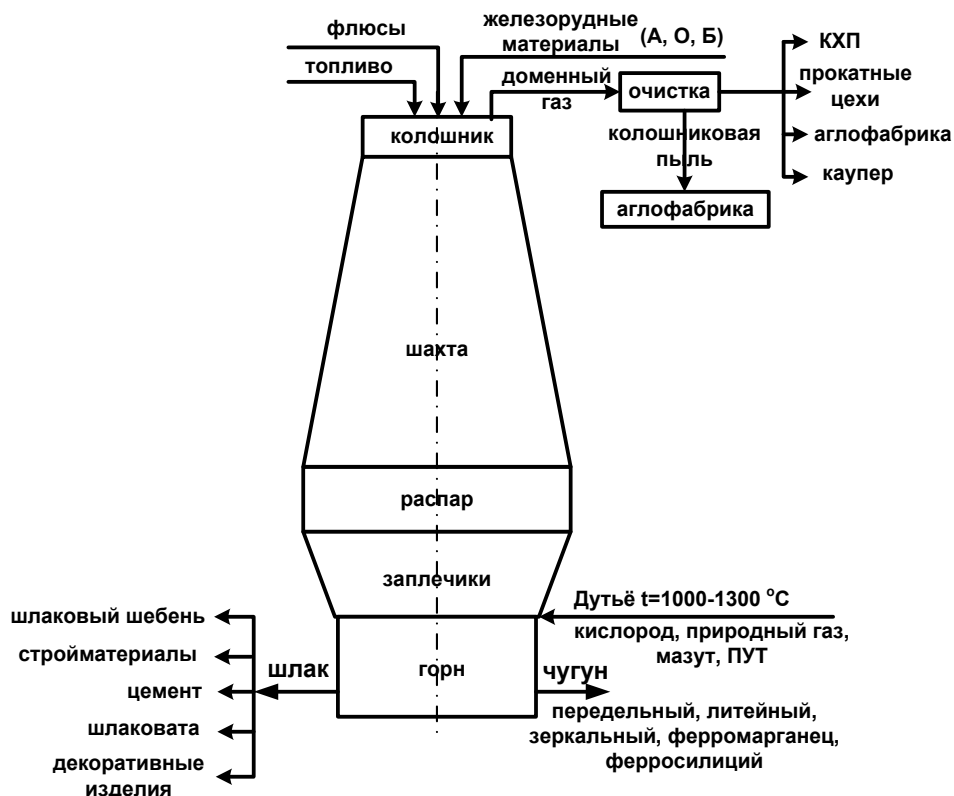 флюсы
топливо
железорудные
материалы
(А, О, Б)
доменный
газ
очистка
КХП
прокатные
цехи
аглофабрика
каупер
колошниковая
пыль
аглофабрика
колошник
шахта
распар
заплечики
горн
Дутьё t=1000-1300 °С
кислород, природный газ,
мазут, ПУТ
шлак
чугун
передельный, литейный,
зеркальный, ферромарганец,
ферросилиций
шлаковый шебень
стройматериалы
цемент
шлаковата
декоративные
изделия